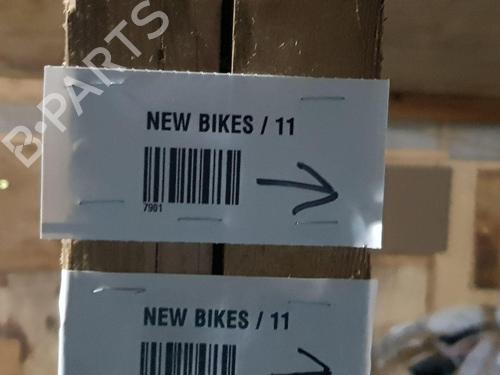 B-PARTS
NEW BIKES / 11
7901
NEW BIKES / 11